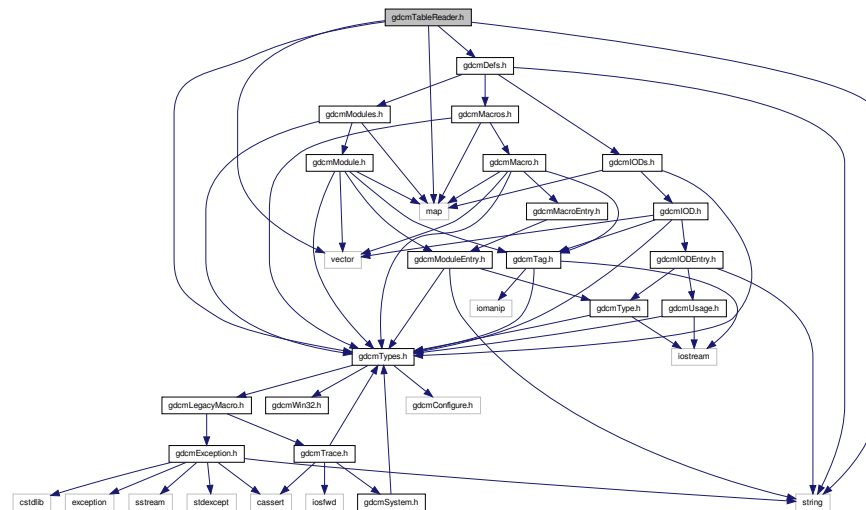 gdcmTableReader.h
gdcmDefs.h
gdcmModules.h
gdcmMacros.h
gdcmModule.h
gdcmMacro.h
gdcmIODs.h
map
gdcmMacroEntry.h
gdcmIOD.h
vector
gdcmModuleEntry.h
gdcmTag.h
gdcmIODEntry.h
iomanip
gdcmType.h
gdcmUsage.h
gdcmTypes.h
iostream
gdcmLegacyMacro.h
gdcmWin32.h
gdcmConfigure.h
gdcmException.h
gdcmTrace.h
cstdlib
exception
sstream
stdexcept
cassert
iosfwd
gdcmSystem.h
string